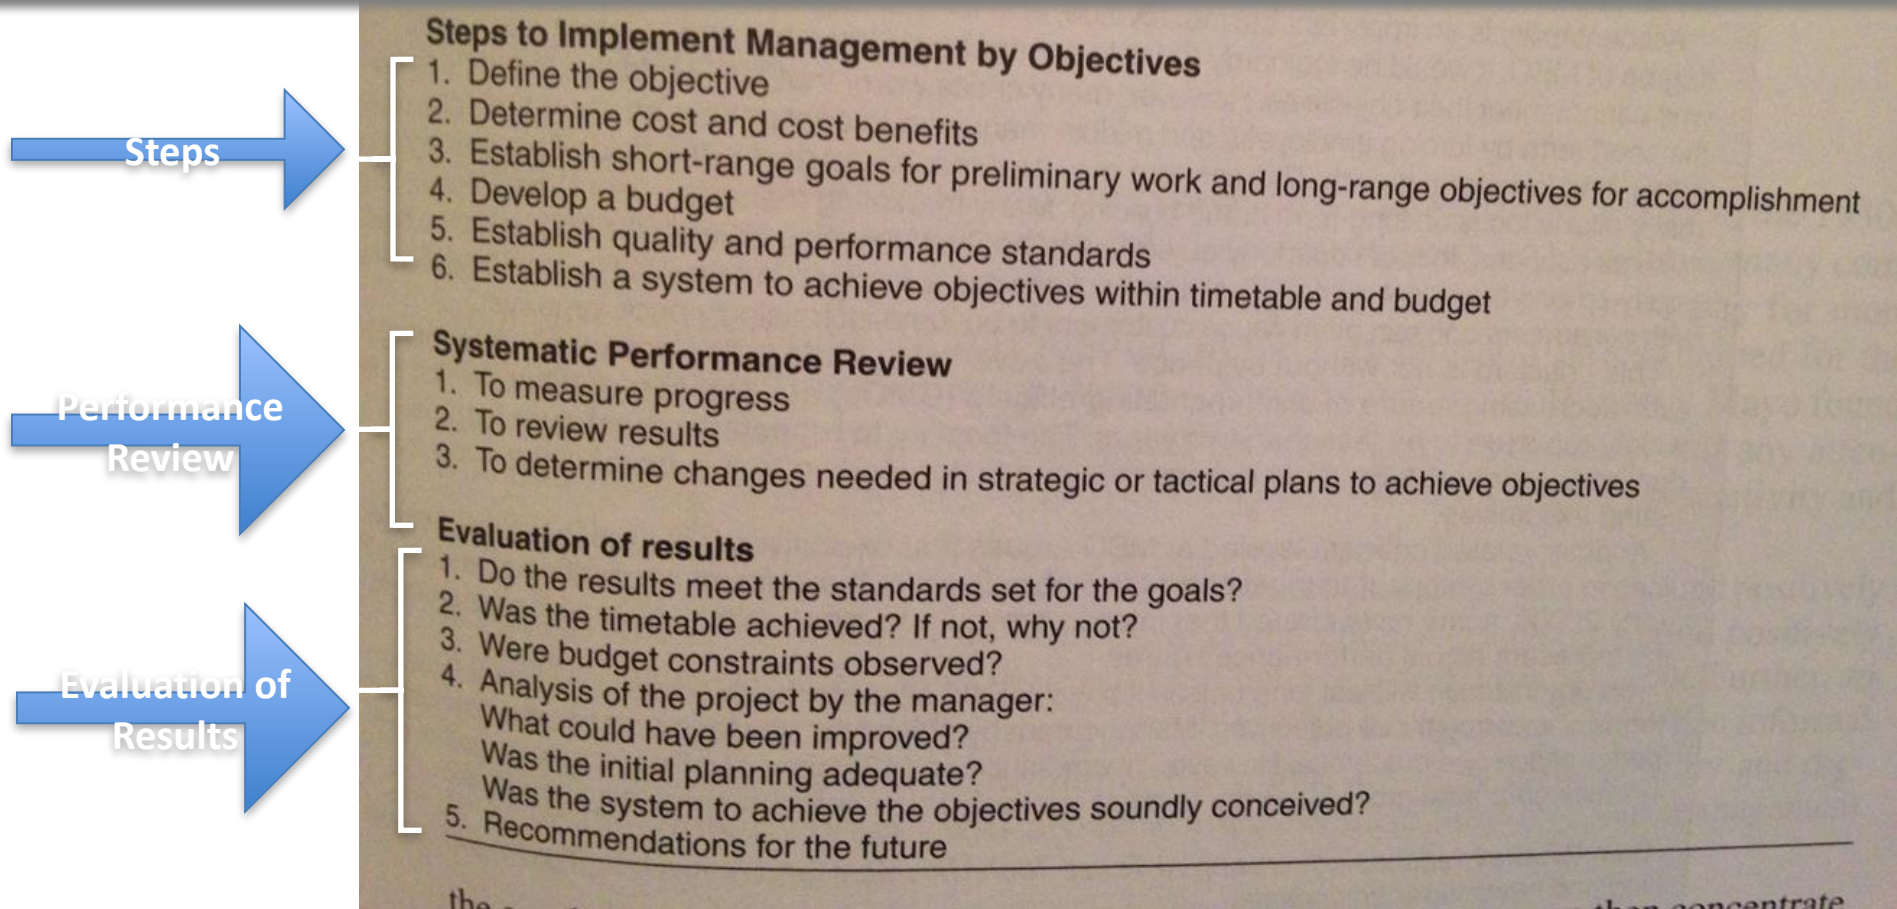 Steps
Performance
Review
Evaluation of
Results
Steps to Implement Management by Objectives
1. Define the objective
2. Determine cost and cost benefits
3. Establish short-range goals for preliminary work and long-range objectives for accomplishment
4. Develop a budget
5. Establish quality and performance standards
6. Establish a system to achieve objectives within timetable and budget
Systematic Performance Review
1. To measure progress
2. To review results
3. To determine changes needed in strategic or tactical plans to achieve objectives
Evaluation of results
1. Do the results meet the standards set for the goals?
2. Was the timetable achieved? If not, why not?
3. Were budget constraints observed?
4. Analysis of the project by the manager:
What could have been improved?
Was the initial planning adequate?
Was the system to achieve the objectives soundly conceived?
5. Recommendations for the future
the
then concentrate